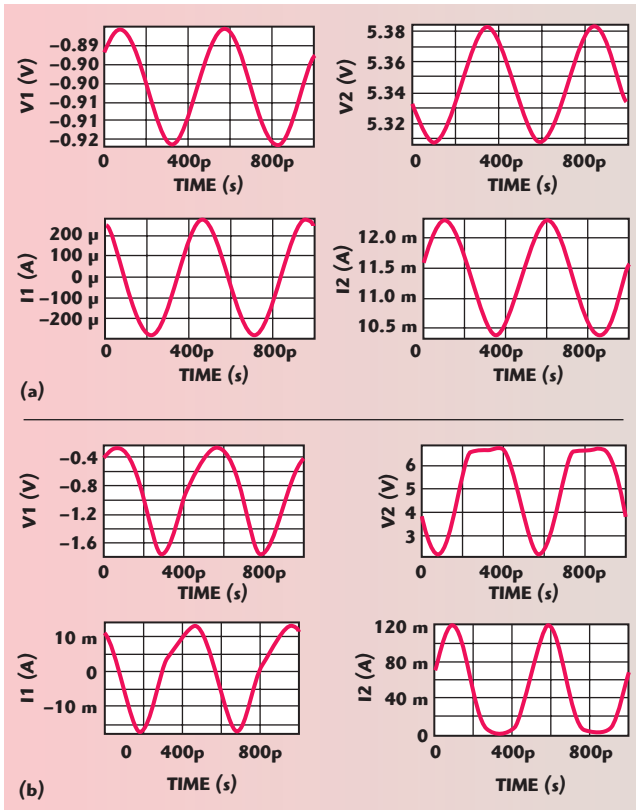 V1 (V)
−0.89
−0.90
−0.91
−0.92
400p 800p
TIME (s)
V2 (V)
5.38
5.36
5.34
5.32
0 400p 800p
TIME (s)
I1 (A)
200 µ
100 µ
0
−100 µ
−200 µ
0 400p 800p
TIME (s)
I2 (A)
12.0 m
11.5 m
11.0 m
10.5 m
0 400p 800p
TIME (s)
(a)
V1 (V)
−0.4
−0.8
−1.2
−1.6
0 400p 800p
TIME (s)
V2 (V)
6
5
4
3
0 400p 800p
TIME (s)
I1 (A)
10 m
0
−10 m
0 400p 800p
TIME (s)
I2 (A)
120 m
80 m
40 m
0
0 400p 800p
TIME (s)
(b)